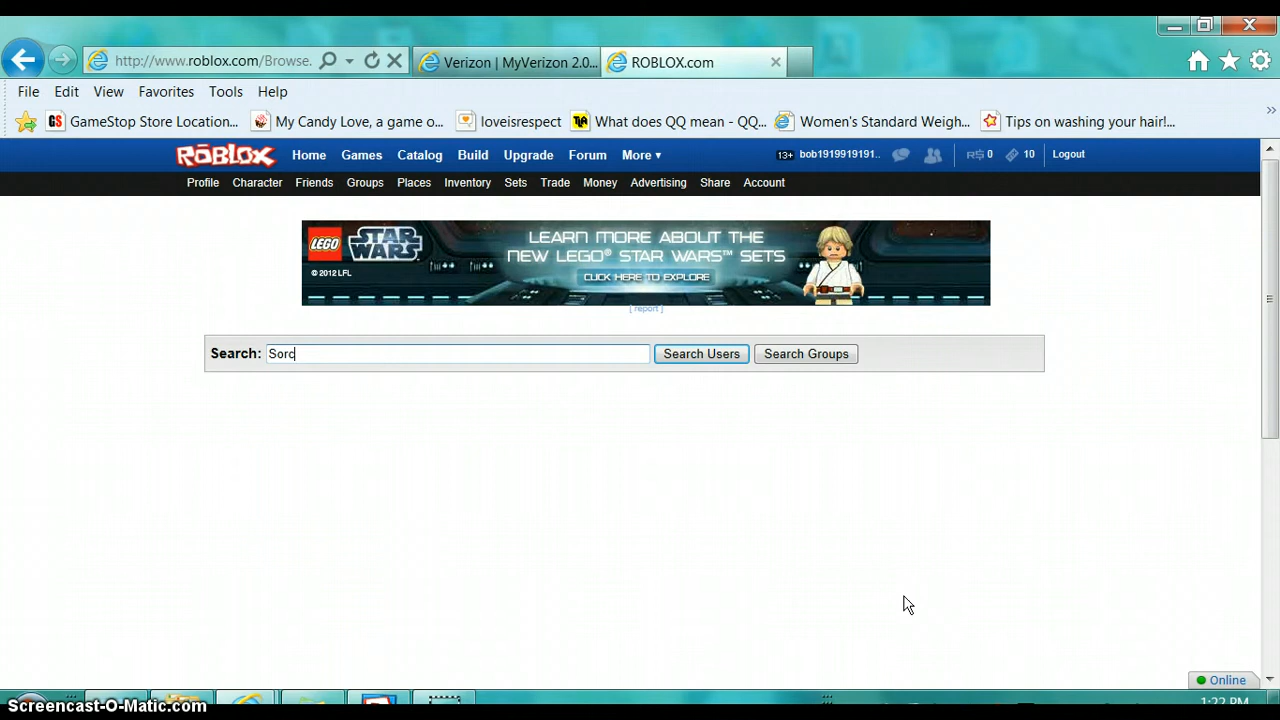 http://www.roblox.com/Browse.
Verizon | MyVerizon 2.0...
ROBLOX.com
File Edit View Favorites Tools Help
GS GameStop Store Location... My Candy Love, a game o... loveisrespect What does QQ mean - QQ... Women's Standard Weigh... Tips on washing your hair!...
ROBLOX Home Games Catalog Build Upgrade Forum More ▾ 13+ bob1919919191.. R$ 0 10 Logout
Profile Character Friends Groups Places Inventory Sets Trade Money Advertising Share Account
LEGO STAR WARS
© 2012 LFL
LEARN MORE ABOUT THE
NEW LEGO® STAR WARS™ SETS
CLICK HERE TO EXPLORE
[ report ]
Search: Sorc Search Users Search Groups
Online
1:22 PM
Screencast-O-Matic.com